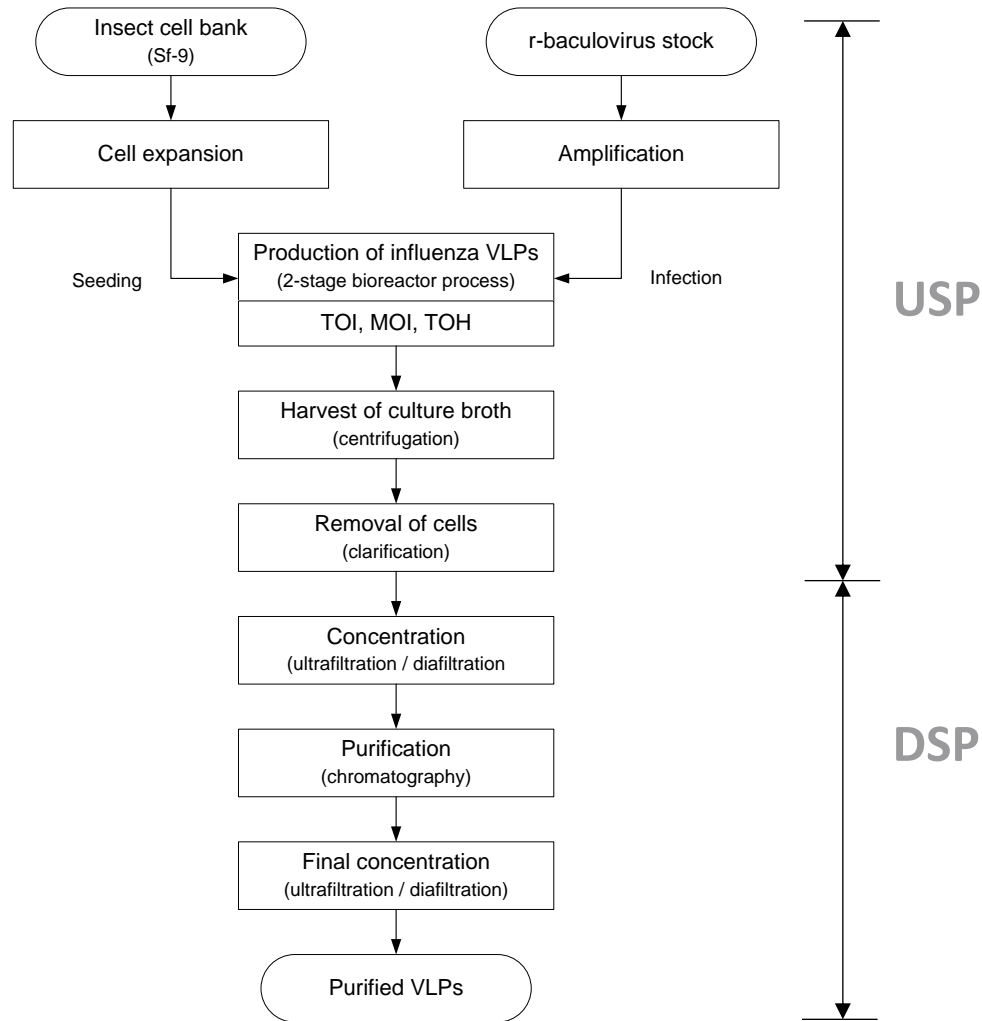 Insect cell bank
(Sf-9)
r-baculovirus stock
Cell expansion
Amplification
Production of influenza VLPs
(2-stage bioreactor process)
Seeding
Infection
USP
TOI, MOI, TOH
Harvest of culture broth
(centrifugation)
Removal of cells
(clarification)
Concentration
(ultrafiltration / diafiltration
Purification
(chromatography)
DSP
Final concentration
(ultrafiltration / diafiltration)
Purified VLPs